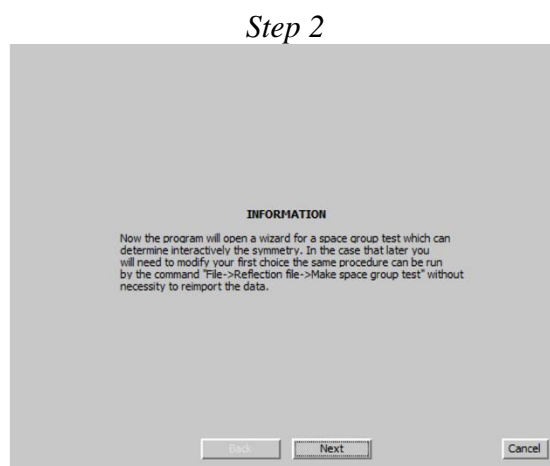 Step 2
INFORMATION
Now the program will open a wizard for a space group test which can
determine interactively the symmetry. In the case that later you
will need to modify your first choice the same procedure can be run
by the command "File->Reflection file->Make space group test" without
necessity to reimport the data.
Back
Next
Cancel